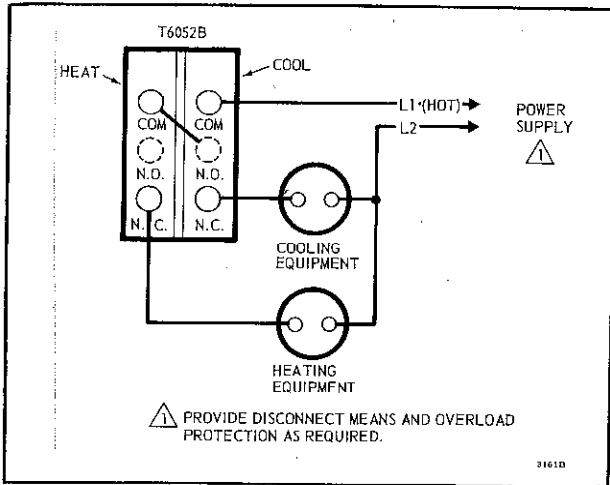 T6052B
HEAT
COOL
COM
COM
L1 (HOT)
L2
POWER
SUPPLY
1
N.O.
N.O.
N.C.
N.C.
COOLING
EQUIPMENT
HEATING
EQUIPMENT
1 PROVIDE DISCONNECT MEANS AND OVERLOAD
PROTECTION AS REQUIRED.
3161B